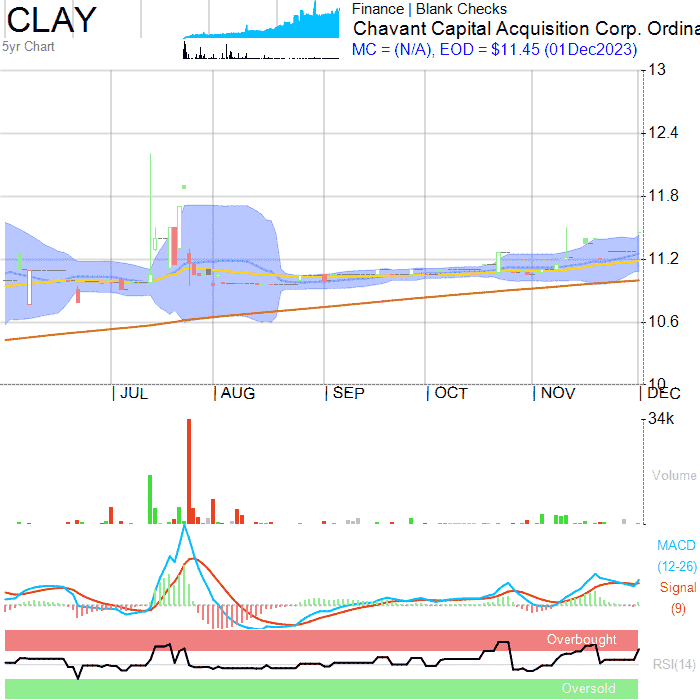 CLAY
5yr Chart
Finance | Blank Checks
Chavant Capital Acquisition Corp. Ordina
MC = (N/A), EOD = $11.45 (01Dec2023)
13
12.4
11.8
11.2
10.6
10
| JUL | AUG | SEP | OCT | NOV | DEC
34k
Volume
MACD
(12-26)
Signal
(9)
Overbought
RSI(14)
Oversold